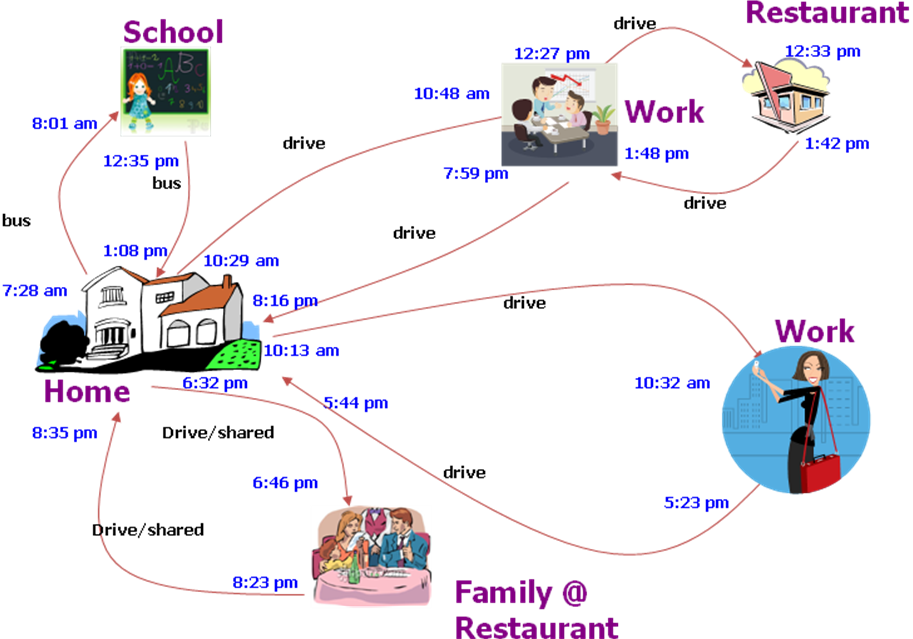 Restaurant
drive
School
12:27 pm
12:33 pm
10:48 am
Work
8:01 am
drive
12:35 pm
1:48 pm
1:42 pm
7:59 pm
bus
drive
bus
drive
1:08 pm
10:29 am
7:28 am
8:16 pm
drive
Work
10:13 am
Home
6:32 pm
10:32 am
5:44 pm
8:35 pm
Drive/shared
drive
6:46 pm
5:23 pm
Drive/shared
8:23 pm
Family @
Restaurant